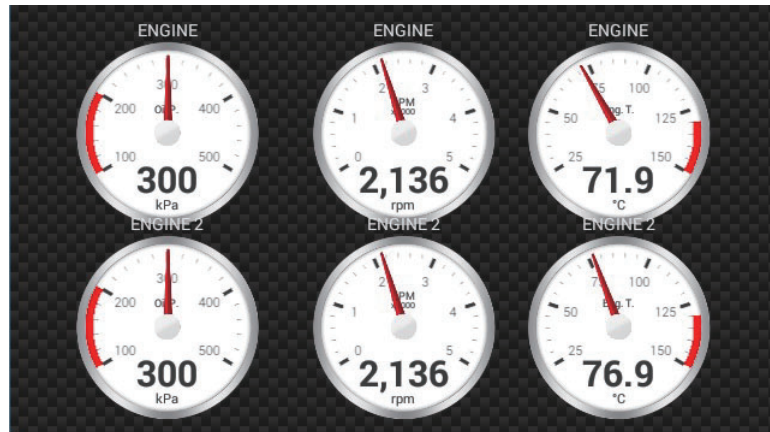 ENGINE
300
200
400
Oil P.
100
500
300
kPa
ENGINE
2
3
RPM
x1000
1
4
0
5
2,136
rpm
ENGINE
75
100
Eng. T.
50
125
25
150
71.9
°C
ENGINE 2
300
200
400
100
500
300
kPa
ENGINE 2
2
3
RPM
x1000
1
4
0
5
2,136
rpm
ENGINE 2
75
100
Eng. T.
50
125
25
150
76.9
°C